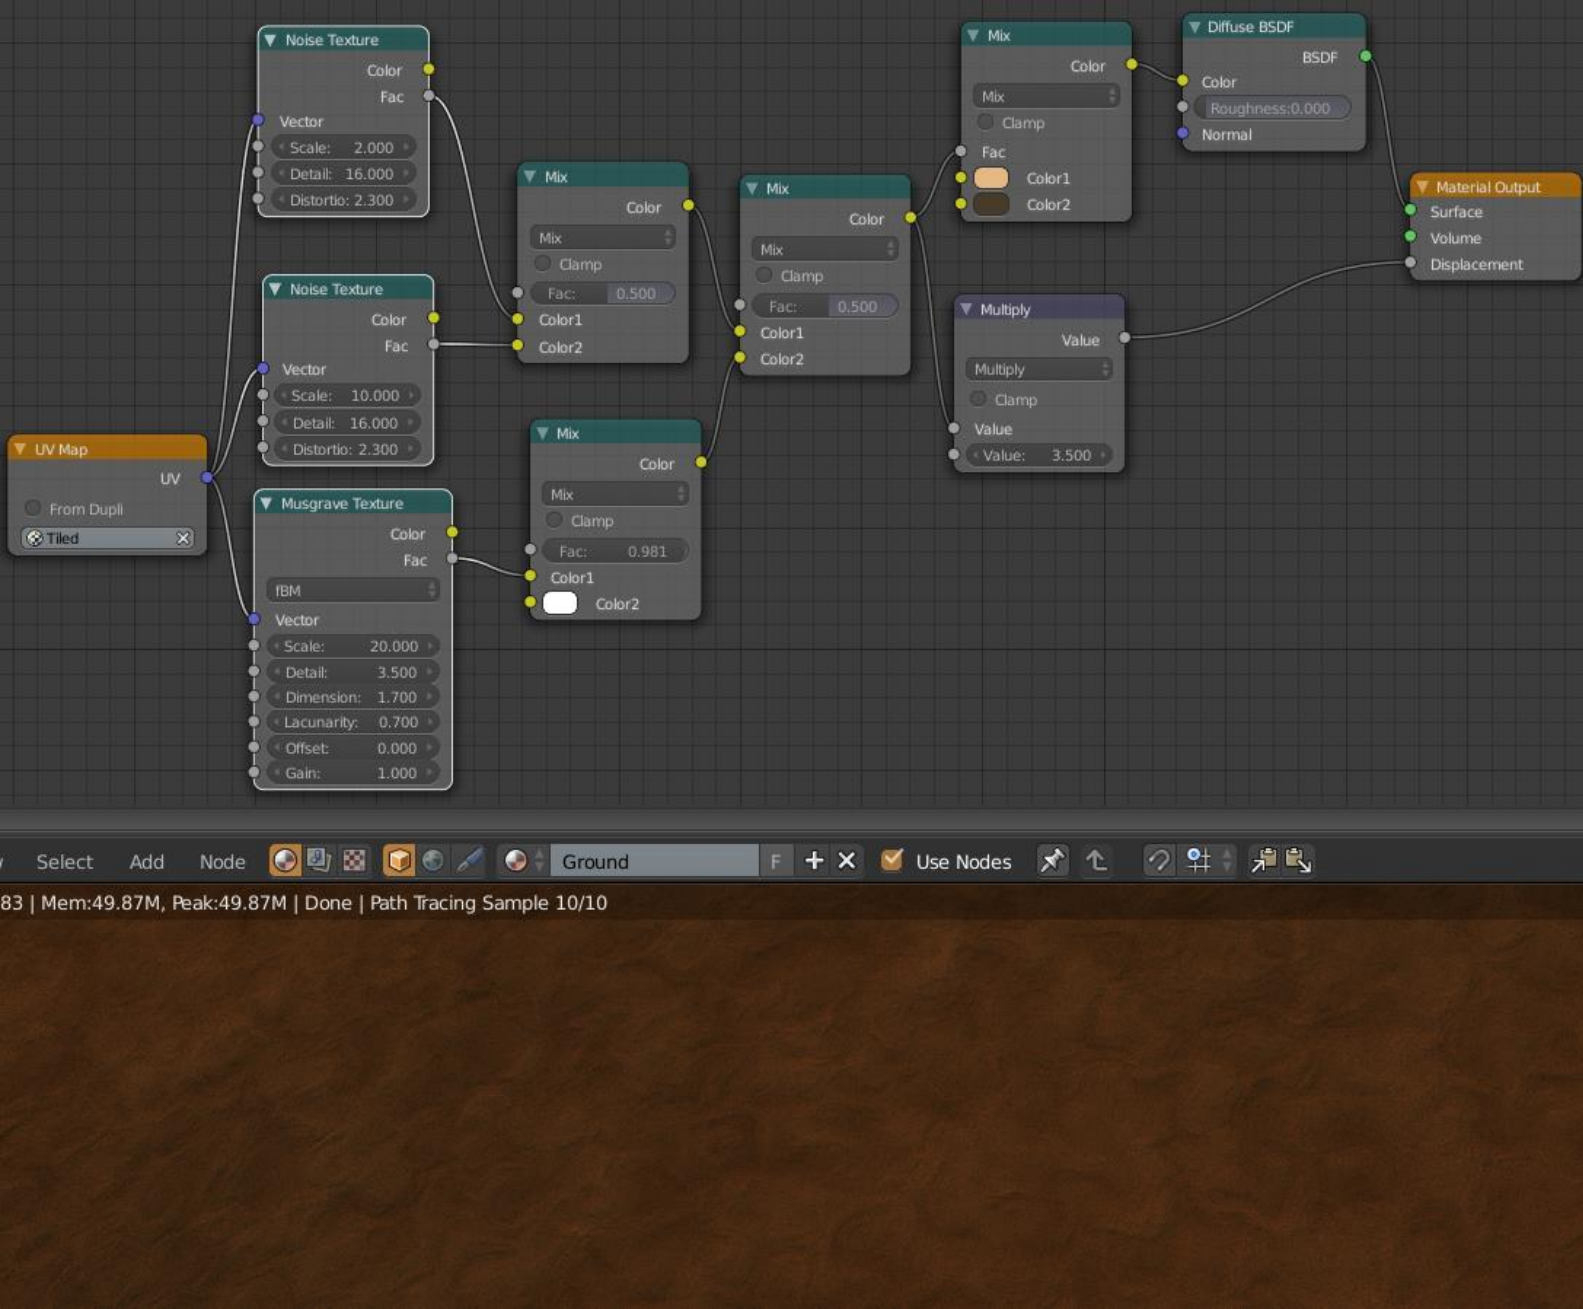 Noise Texture
Color
Fac
Vector
Scale: 2.000
Detail: 16.000
Distortio: 2.300
Noise Texture
Color
Fac
Vector
Scale: 10.000
Detail: 16.000
Distortio: 2.300
UV Map
UV
From Dupli
Tiled
Musgrave Texture
Color
Fac
fBM
Vector
Scale: 20.000
Detail: 3.500
Dimension: 1.700
Lacunarity: 0.700
Offset: 0.000
Gain: 1.000
Mix
Color
Mix
Clamp
Fac: 0.500
Color1
Color2
Mix
Color
Mix
Clamp
Fac: 0.981
Color1
Color2
Mix
Color
Mix
Clamp
Fac: 0.500
Color1
Color2
Mix
Color
Mix
Clamp
Fac
Color1
Color2
Multiply
Value
Multiply
Clamp
Value
Value: 3.500
Diffuse BSDF
BSDF
Color
Roughness:0.000
Normal
Material Output
Surface
Volume
Displacement
Select Add Node Ground F Use Nodes
83 | Mem:49.87M, Peak:49.87M | Done | Path Tracing Sample 10/10